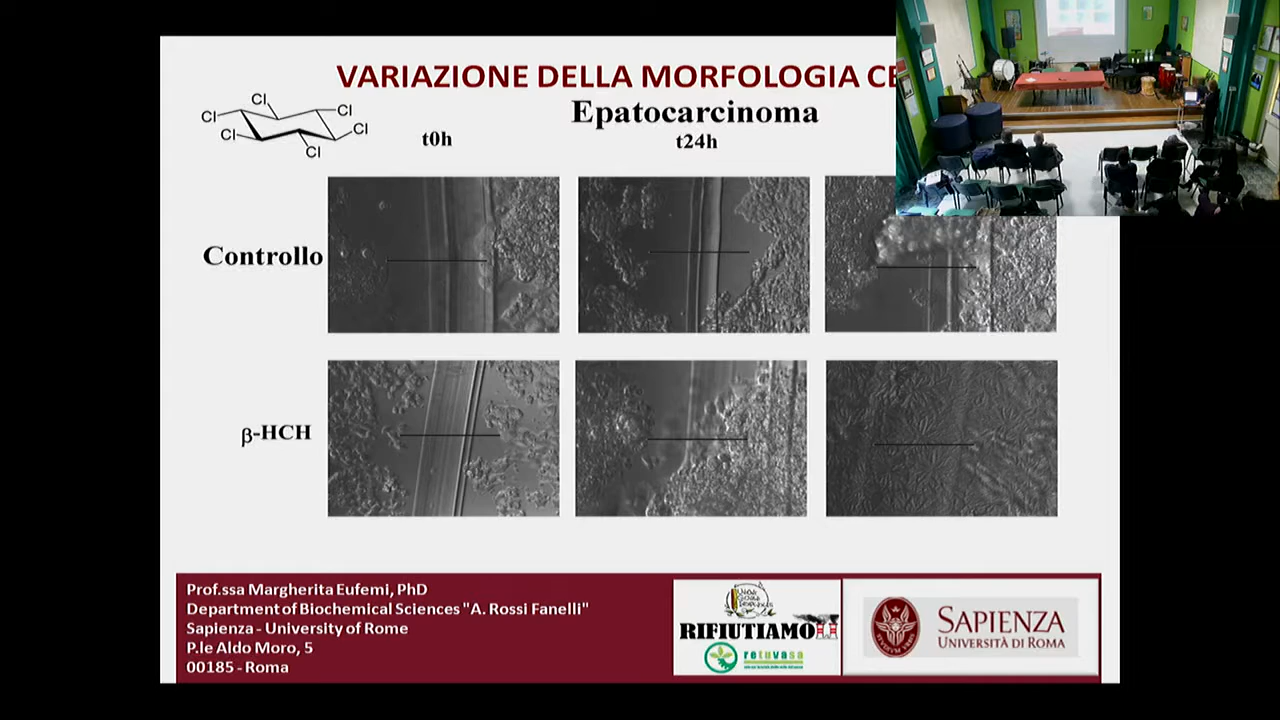 VARIAZIONE DELLA MORFOLOGIA CE
Epatocarcinoma
Cl
Cl
Cl
Cl
Cl
Cl
t0h
t24h
Controllo
β-HCH
Prof.ssa Margherita Eufemi, PhD
Department of Biochemical Sciences "A. Rossi Fanelli"
Sapienza - University of Rome
P.le Aldo Moro, 5
00185 - Roma
RIFIUTIAMOLI
retuvasa
SAPIENZA
UNIVERSITÀ DI ROMA